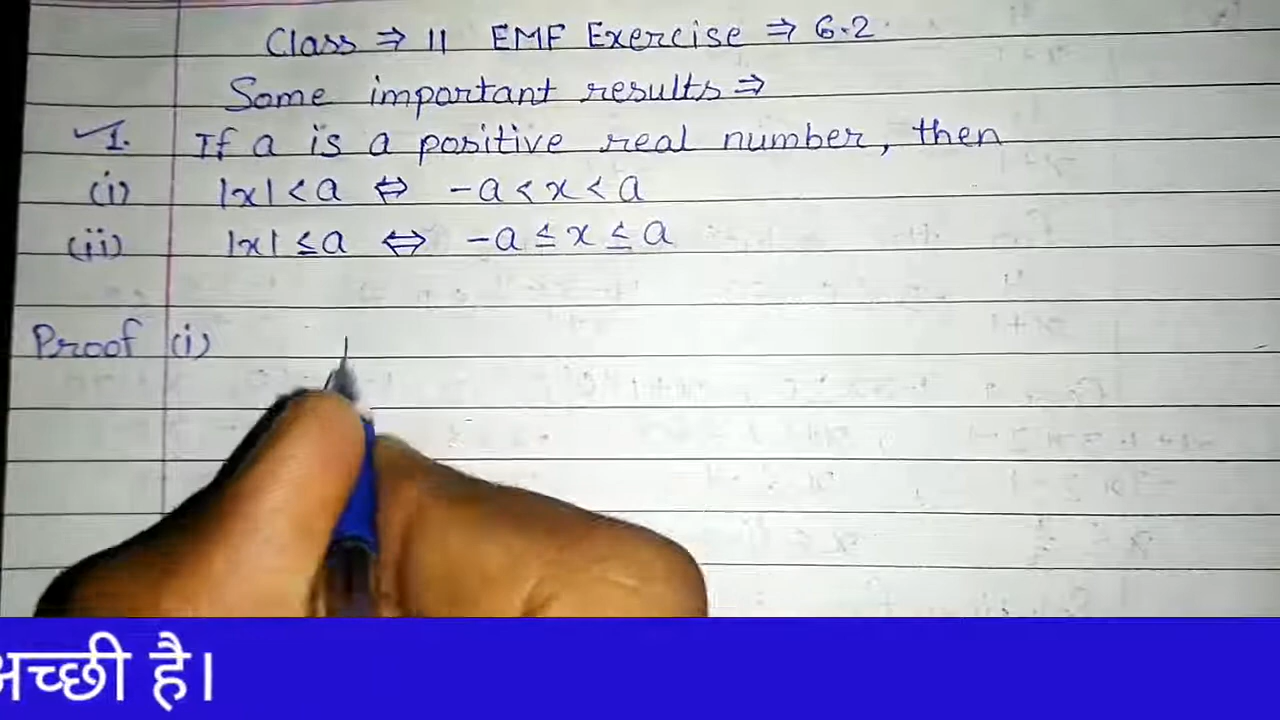 Class ⇒ 11 EMF Exercise ⇒ 6.2
Some important results ⇒
1. If a is a positive real number, then
(i) |x| < a ⇔ -a < x < a
(ii) |x| ≤ a ⇔ -a ≤ x ≤ a
Proof (i)
अच्छी है।